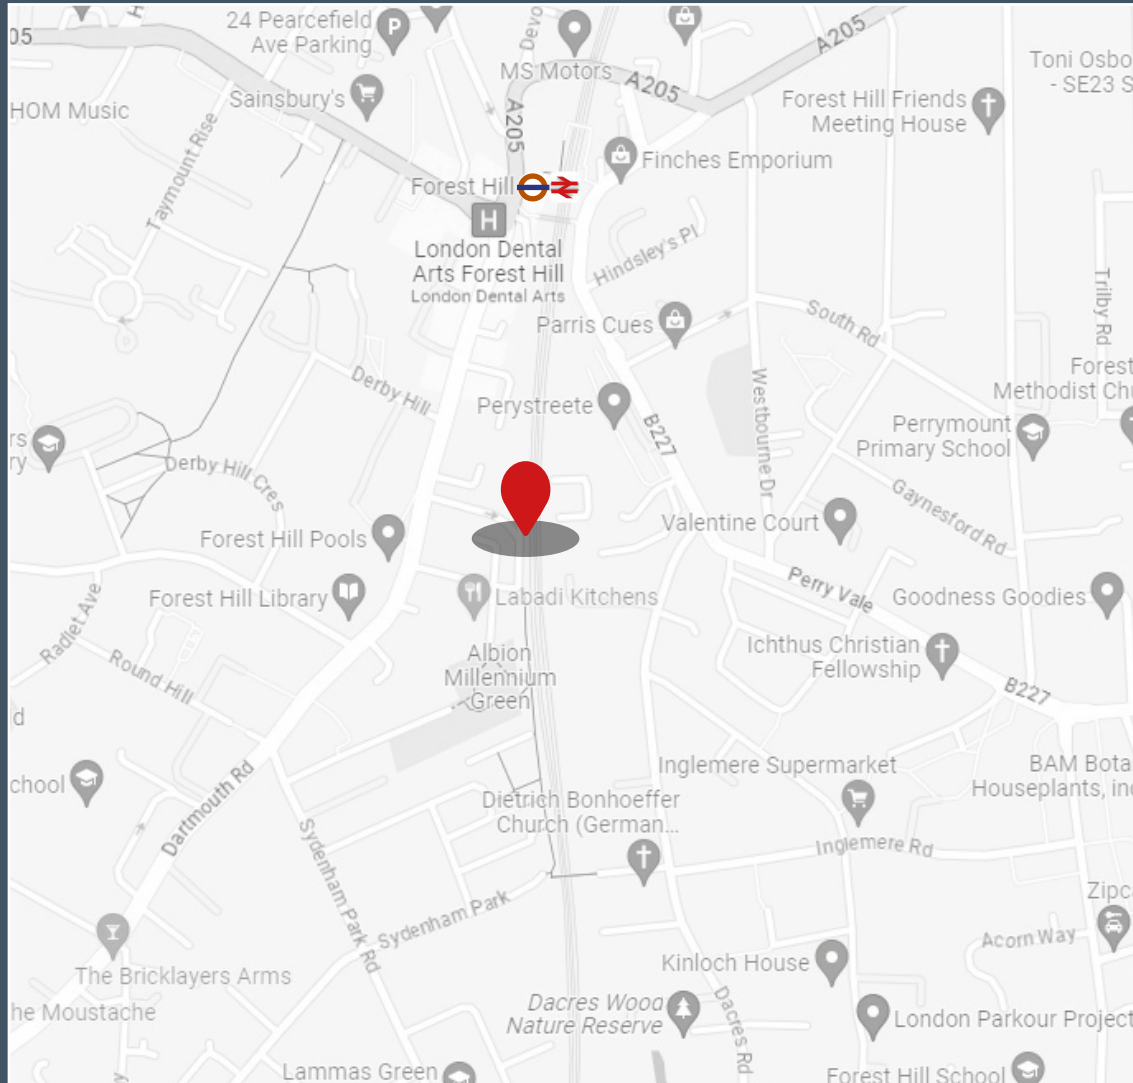 05
H
24 Pearcefield
Ave Parking
P
Devo
MS Motors
A205
A205
Toni Osbo
- SE23 S
Sainsbury's
HOM Music
A205
Forest Hill Friends
Meeting House
Taymount Rise
Finches Emporium
Forest Hill
H
London Dental
Arts Forest Hill
London Dental Arts
Hindsley's Pl
Parris Cues
South Rd
Trilby Rd
Forest
Methodist Chu
Derby Hill
Perystreete
B227
Westbourne Dr
Perrymount
Primary School
rs
ry
Derby Hill Cres
Gaynesford Rd
Forest Hill Pools
Valentine Court
Perry Vale
Forest Hill Library
Labadi Kitchens
Goodness Goodies
Radlet Ave
Round Hill
Albion
Millennium
Green
Ichthus Christian
Fellowship
B227
d
chool
Dartmouth Rd
Inglemere Supermarket
BAM Bota
Houseplants, inc
Dietrich Bonhoeffer
Church (German...
Inglemere Rd
Sydenham Park Rd
Sydenham Park
Zipc
Acorn Way
The Bricklayers Arms
Kinloch House
he Moustache
Dacres Wood
Nature Reserve
Dacres Rd
London Parkour Project
Lammas Green
Forest Hill School
y